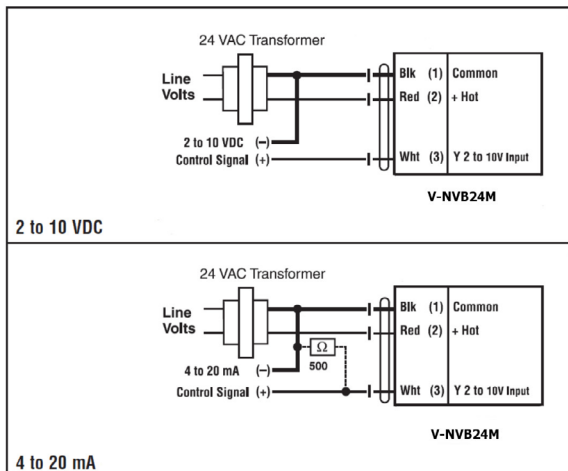 24 VAC Transformer
Line
Volts
Blk (1) Common
Red (2) + Hot
2 to 10 VDC (–)
Control Signal (+)
Wht (3) Y 2 to 10V Input
V-NVB24M
2 to 10 VDC
24 VAC Transformer
Line
Volts
Blk (1) Common
Red (2) + Hot
Ω
500
4 to 20 mA (–)
Control Signal (+)
Wht (3) Y 2 to 10V Input
V-NVB24M
4 to 20 mA